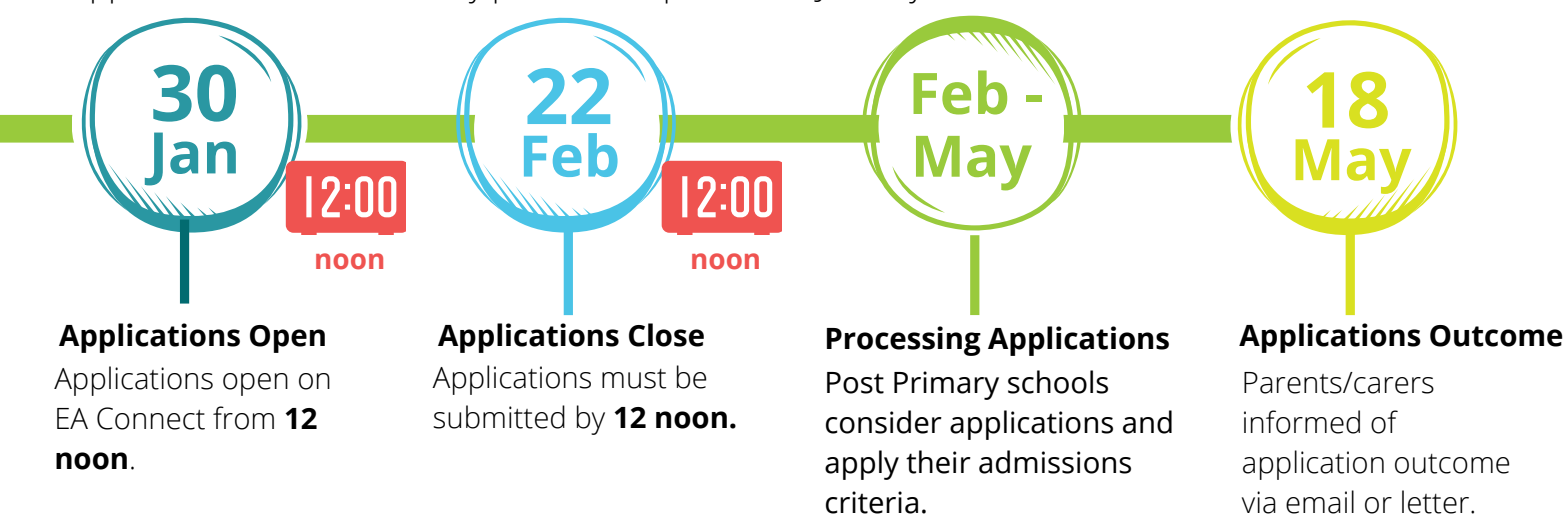 30
Jan
12:00
noon
22
Feb
12:00
noon
Feb -
May
18
May
Applications Open
Applications open on
EA Connect from 12
noon.
Applications Close
Applications must be
submitted by 12 noon.
Processing Applications
Post Primary schools
consider applications and
apply their admissions
criteria.
Applications Outcome
Parents/carers
informed of
application outcome
via email or letter.